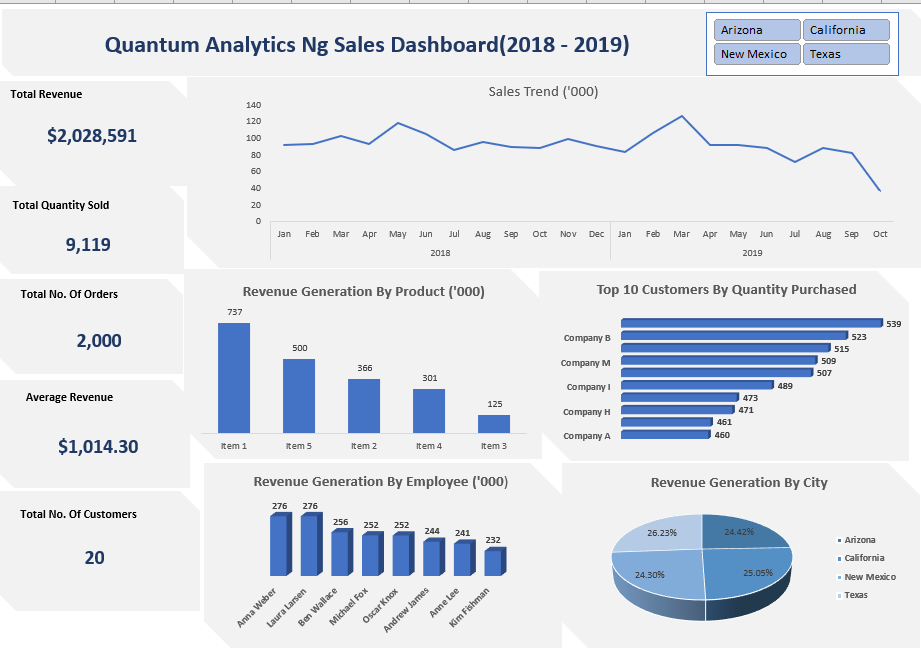 Quantum Analytics Ng Sales Dashboard(2018 - 2019)
Arizona California
New Mexico Texas
Total Revenue
$2,028,591
Total Quantity Sold
9,119
Total No. Of Orders
2,000
Average Revenue
$1,014.30
Total No. Of Customers
20
Sales Trend ('000)
140
120
100
80
60
40
20
0
Jan Feb Mar Apr May Jun Jul Aug Sep Oct Nov Dec Jan Feb Mar Apr May Jun Jul Aug Sep Oct
2018 2019
Revenue Generation By Product ('000)
737
500
366
301
125
Item 1 Item 5 Item 2 Item 4 Item 3
Top 10 Customers By Quantity Purchased
539
Company B 523
515
Company M 509
507
Company I 489
473
Company H 471
461
Company A 460
Revenue Generation By Employee ('000)
276 276 256 252 252 244 241 232
Anna Weber
Laura Larsen
Ben Wallace
Michael Fox
Oscar Knox
Andrew James
Anne Lee
Kim Fishman
Revenue Generation By City
26.23% 24.42%
24.30% 25.05%
Arizona
California
New Mexico
Texas